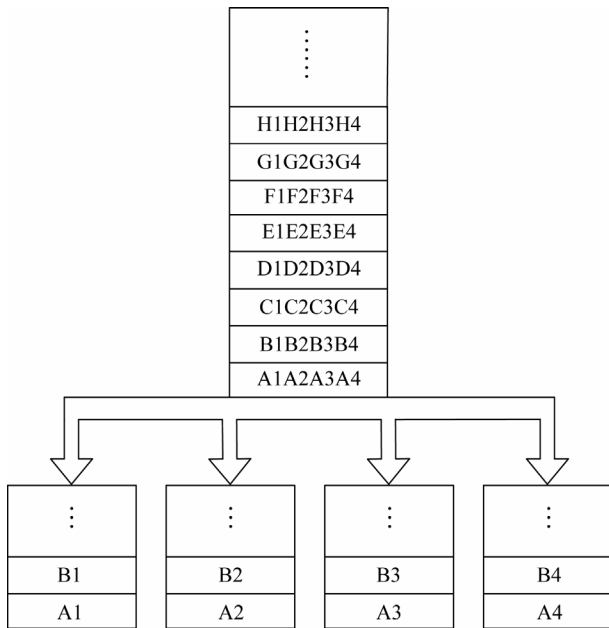 H1H2H3H4
G1G2G3G4
F1F2F3F4
E1E2E3E4
D1D2D3D4
C1C2C3C4
B1B2B3B4
A1A2A3A4
B1 B2 B3 B4
A1 A2 A3 A4